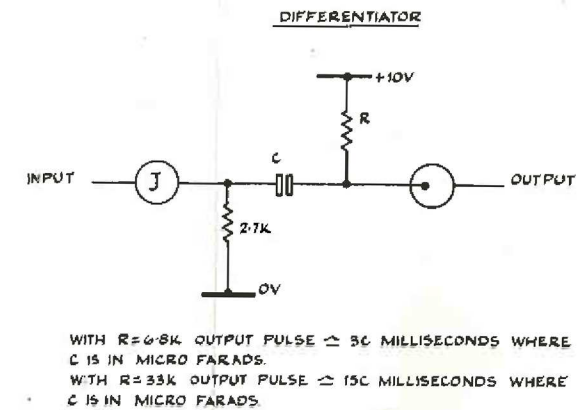 DIFFERENTIATOR
+10V
R
C
INPUT
J
OUTPUT
2.7K
0V
WITH R=6.8K OUTPUT PULSE ≏ 3C MILLISECONDS WHERE
C IS IN MICRO FARADS.
WITH R=33K OUTPUT PULSE ≏ 15C MILLISECONDS WHERE
C IS IN MICRO FARADS.